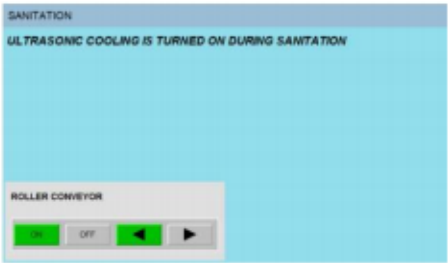 SANITATION
ULTRASONIC COOLING IS TURNED ON DURING SANITATION
ROLLER CONVEYOR
ON OFF